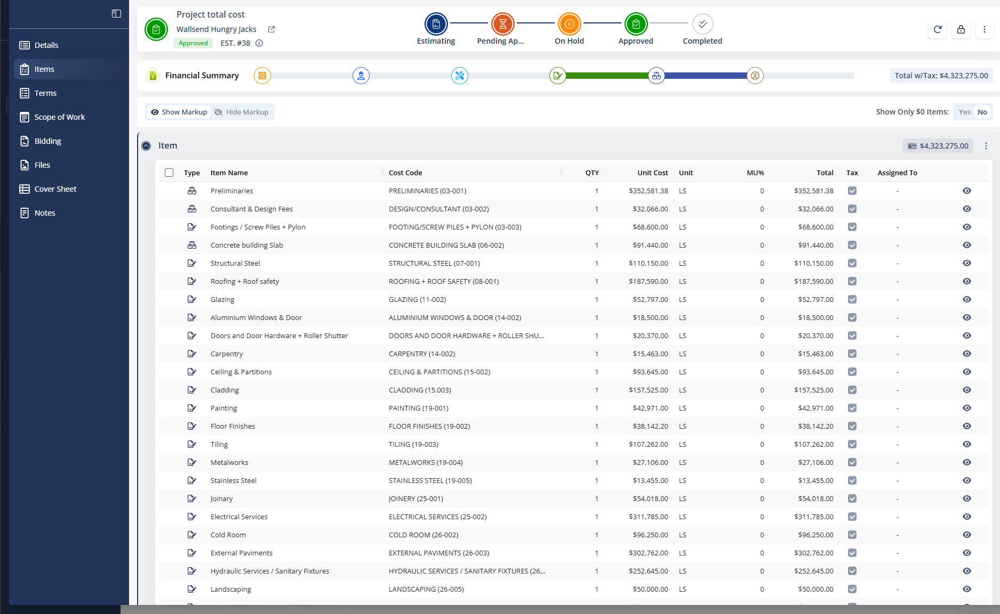 Project total cost
Wallsend Hungry Jacks
Approved EST. #38
Estimating Pending Ap... On Hold Approved Completed
Details
Items
Terms
Scope of Work
Bidding
Files
Cover Sheet
Notes
Financial Summary Total w/Tax: $4,323,275.00
Show Markup Hide Markup Show Only $0 Items: Yes No
Item $4,323,275.00
Type Item Name Cost Code QTY Unit Cost Unit MU% Total Tax Assigned To
Preliminaries PRELIMINARIES (03-001) 1 $352,581.38 LS 0 $352,581.38 -
Consultant & Design Fees DESIGN/CONSULTANT (03-002) 1 $32,066.00 LS 0 $32,066.00 -
Footings / Screw Piles + Pylon FOOTING/SCREW PILES + PYLON (03-003) 1 $68,600.00 LS 0 $68,600.00 -
Concrete building Slab CONCRETE BUILDING SLAB (06-002) 1 $91,440.00 LS 0 $91,440.00 -
Structural Steel STRUCTURAL STEEL (07-001) 1 $110,150.00 LS 0 $110,150.00 -
Roofing + Roof safety ROOFING + ROOF SAFETY (08-001) 1 $187,590.00 LS 0 $187,590.00 -
Glazing GLAZING (11-002) 1 $52,797.00 LS 0 $52,797.00 -
Aluminium Windows & Door ALUMINIUM WINDOWS & DOOR (14-002) 1 $18,500.00 LS 0 $18,500.00 -
Doors and Door Hardware + Roller Shutter DOORS AND DOOR HARDWARE + ROLLER SHU... 1 $20,370.00 LS 0 $20,370.00 -
Carpentry CARPENTRY (14-002) 1 $15,463.00 LS 0 $15,463.00 -
Ceiling & Partitions CEILING & PARTITIONS (15-002) 1 $93,645.00 LS 0 $93,645.00 -
Cladding CLADDING (15.003) 1 $157,525.00 LS 0 $157,525.00 -
Painting PAINTING (19-001) 1 $42,971.00 LS 0 $42,971.00 -
Floor Finishes FLOOR FINISHES (19-002) 1 $38,142.20 LS 0 $38,142.20 -
Tiling TILING (19-003) 1 $107,262.00 LS 0 $107,262.00 -
Metalworks METALWORKS (19-004) 1 $27,106.00 LS 0 $27,106.00 -
Stainless Steel STAINLESS STEEL (19-005) 1 $13,455.00 LS 0 $13,455.00 -
Joinary JOINERY (25-001) 1 $54,018.00 LS 0 $54,018.00 -
Electrical Services ELECTRICAL SERVICES (25-002) 1 $311,785.00 LS 0 $311,785.00 -
Cold Room COLD ROOM (26-002) 1 $96,250.00 LS 0 $96,250.00 -
External Paviments EXTERNAL PAVIMENTS (26-003) 1 $302,762.00 LS 0 $302,762.00 -
Hydraulic Services / Sanitary Fixtures HYDRAULIC SERVICES / SANITARY FIXTURES (26... 1 $252,645.00 LS 0 $252,645.00 -
Landscaping LANDSCAPING (26-005) 1 $50,000.00 LS 0 $50,000.00 -